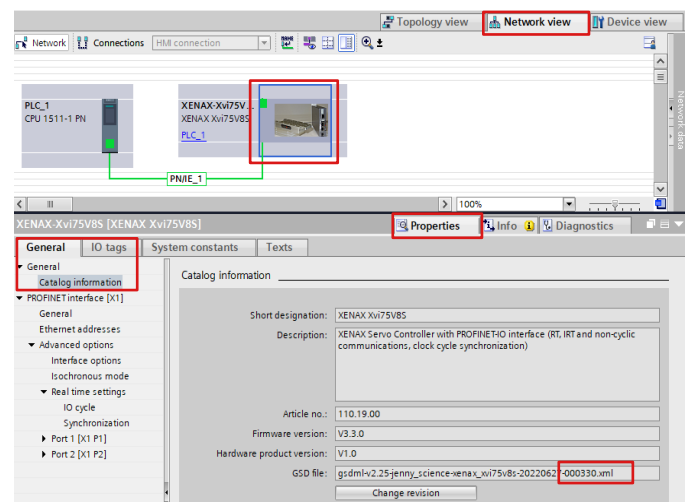 Topology view
Network view
Device view
Network
Connections
HMI connection
PLC_1
CPU 1511-1 PN
XENAX-Xvi75V...
XENAX Xvi75V8S
PLC_1
PN/IE_1
Network data
100%
XENAX-Xvi75V8S [XENAX Xvi75V8S]
Properties
Info
Diagnostics
General
IO tags
System constants
Texts
General
Catalog information
PROFINET interface [X1]
General
Ethernet addresses
Advanced options
Interface options
Isochronous mode
Real time settings
IO cycle
Synchronization
Port 1 [X1 P1]
Port 2 [X1 P2]
Catalog information
Short designation:
XENAX Xvi75V8S
Description:
XENAX Servo Controller with PROFINET-IO interface (RT, IRT and non-cyclic
communications, clock cycle synchronization)
Article no.:
110.19.00
Firmware version:
V3.3.0
Hardware product version:
V1.0
GSD file:
gsdml-v2.25-jenny_science-xenax_xvi75v8s-20220627-000330.xml
Change revision